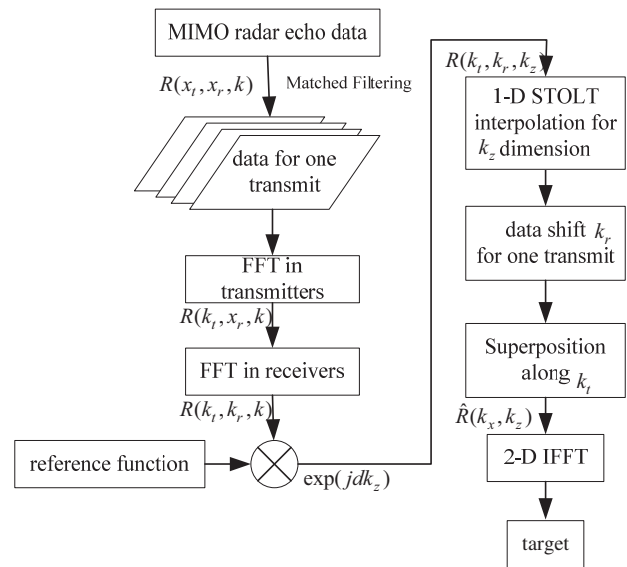 MIMO radar echo data
R(x_t, x_r, k)
Matched Filtering
data for one
transmit
FFT in
transmitters
R(k_t, x_r, k)
FFT in receivers
R(k_t, k_r, k)
reference function
exp(jdk_z)
R(k_t, k_r, k_z)
1-D STOLT
interpolation for
k_z dimension
data shift k_r
for one transmit
Superposition
along k_t
R̂(k_x, k_z)
2-D IFFT
target